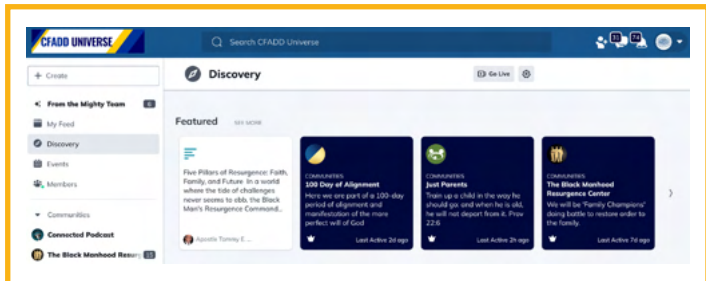 CFADD UNIVERSE
Search CFADD Universe
31
74
+ Create
Discovery
Go Live
From the Mighty Team
6
My Feed
Discovery
Events
Members
Communities
Connected Podcast
The Black Manhood Resurg
Featured
SEE MORE
Five Pillars of Resurgence: Faith,
Family, and Future In a world
where the tide of challenges
never seems to ebb, the Black
Man's Resurgence Command...
Apostle Tommy E. ...
COMMUNITIES
100 Day of Alignment
Here we are part of a 100-day
period of alignment and
manifestation of the more
perfect will of God
Last Active 2d ago
COMMUNITIES
Just Parents
Train up a child in the way he
should go: and when he is old,
he will not depart from it. Prov
22:6
Last Active 2h ago
COMMUNITIES
The Black Manhood
Resurgence Center
We will be "Family Champions"
doing battle to restore order to
the family.
Last Active 7d ago